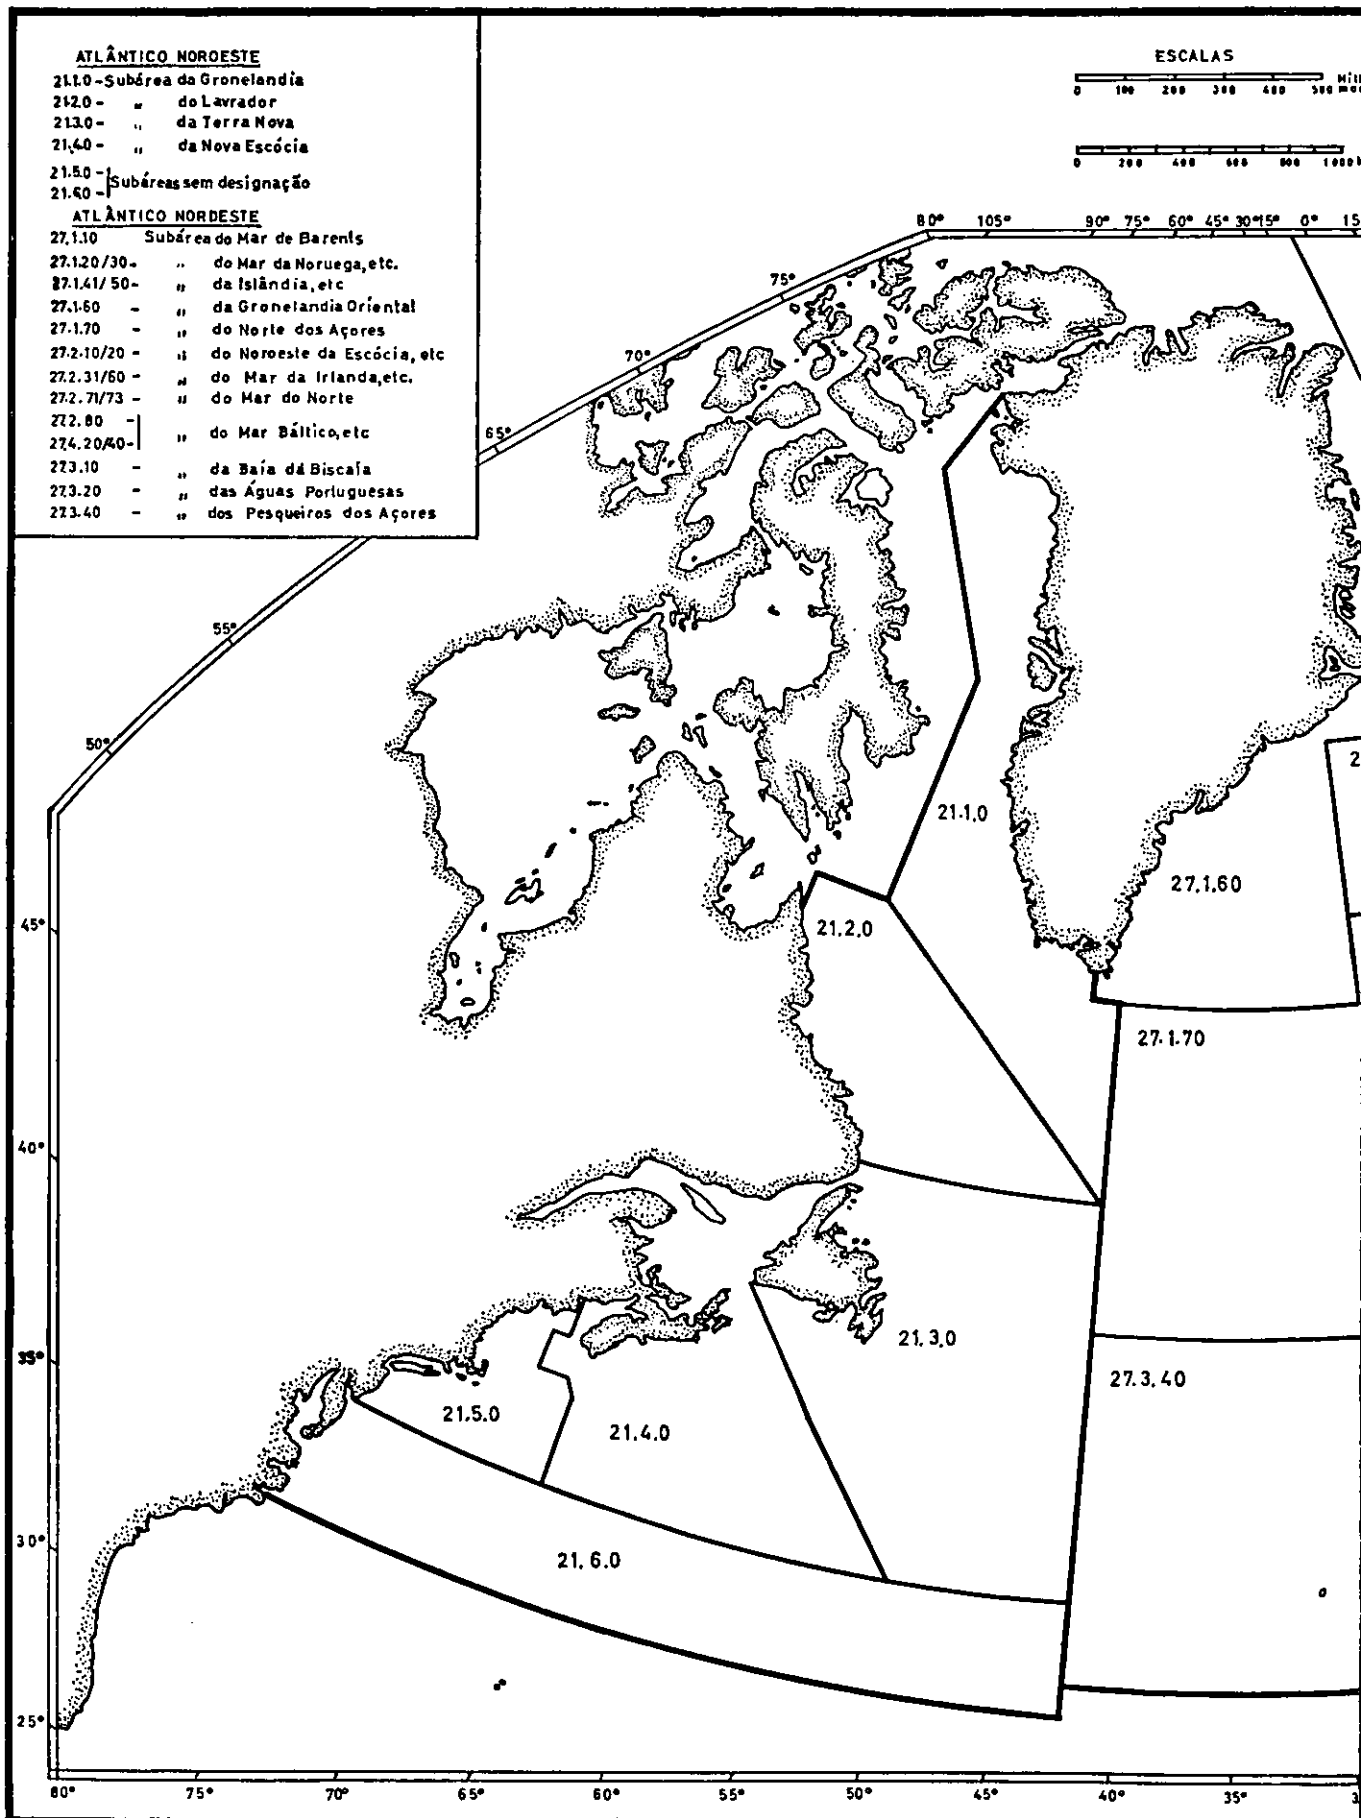 ATLÂNTICO NOROESTE
21.1.0 - Subárea da Gronelandia
21.2.0 - " do Lavrador
21.3.0 - " da Terra Nova
21.4.0 - " da Nova Escócia
21.5.0 -
21.6.0 - Subáreas sem designação
ATLÂNTICO NORDESTE
27.1.10 Subárea do Mar de Barents
27.1.20/30 - " do Mar da Noruega, etc.
27.1.41/50 - " da Islândia, etc
27.1.60 - " da Gronelandia Oriental
27.1.70 - " do Norte dos Açores
27.2.10/20 - " do Noroeste da Escócia, etc
27.2.31/60 - " do Mar da Irlanda, etc.
27.2.71/73 - " do Mar do Norte
27.2.80 -
27.4.20/40 - " do Mar Báltico, etc
27.3.10 - " da Baía da Biscaia
27.3.20 - " das Águas Portuguesas
27.3.40 - " dos Pesqueiros dos Açores
ESCALAS
0 100 200 300 400 500
0 200 400 600 800 1000
80° 105° 90° 75° 60° 45° 30° 15° 0° 15
75°
70°
65°
55°
50°
45°
40°
35°
30°
25°
21.1.0
27.1.60
21.2.0
27.1.70
21.3.0
27.3.40
21.5.0
21.4.0
21.6.0
80° 75° 70° 65° 60° 55° 50° 45° 40° 35°